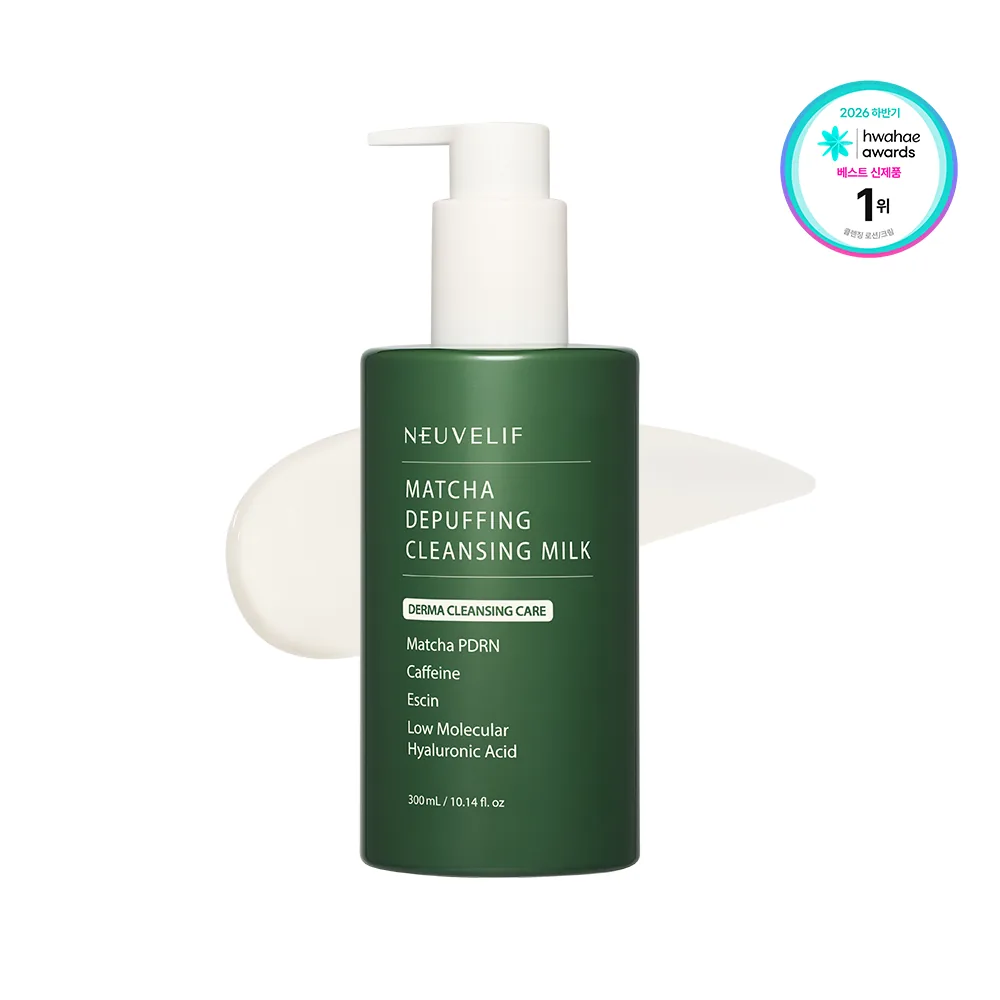 2026 하반기
hwahae
awards
베스트 신제품
1위
클렌징 로션/크림
NEUVELIF
MATCHA
DEPUFFING
CLEANSING MILK
DERMA CLEANSING CARE
Matcha PDRN
Caffeine
Escin
Low Molecular
Hyaluronic Acid
300mL / 10.14 fl. oz